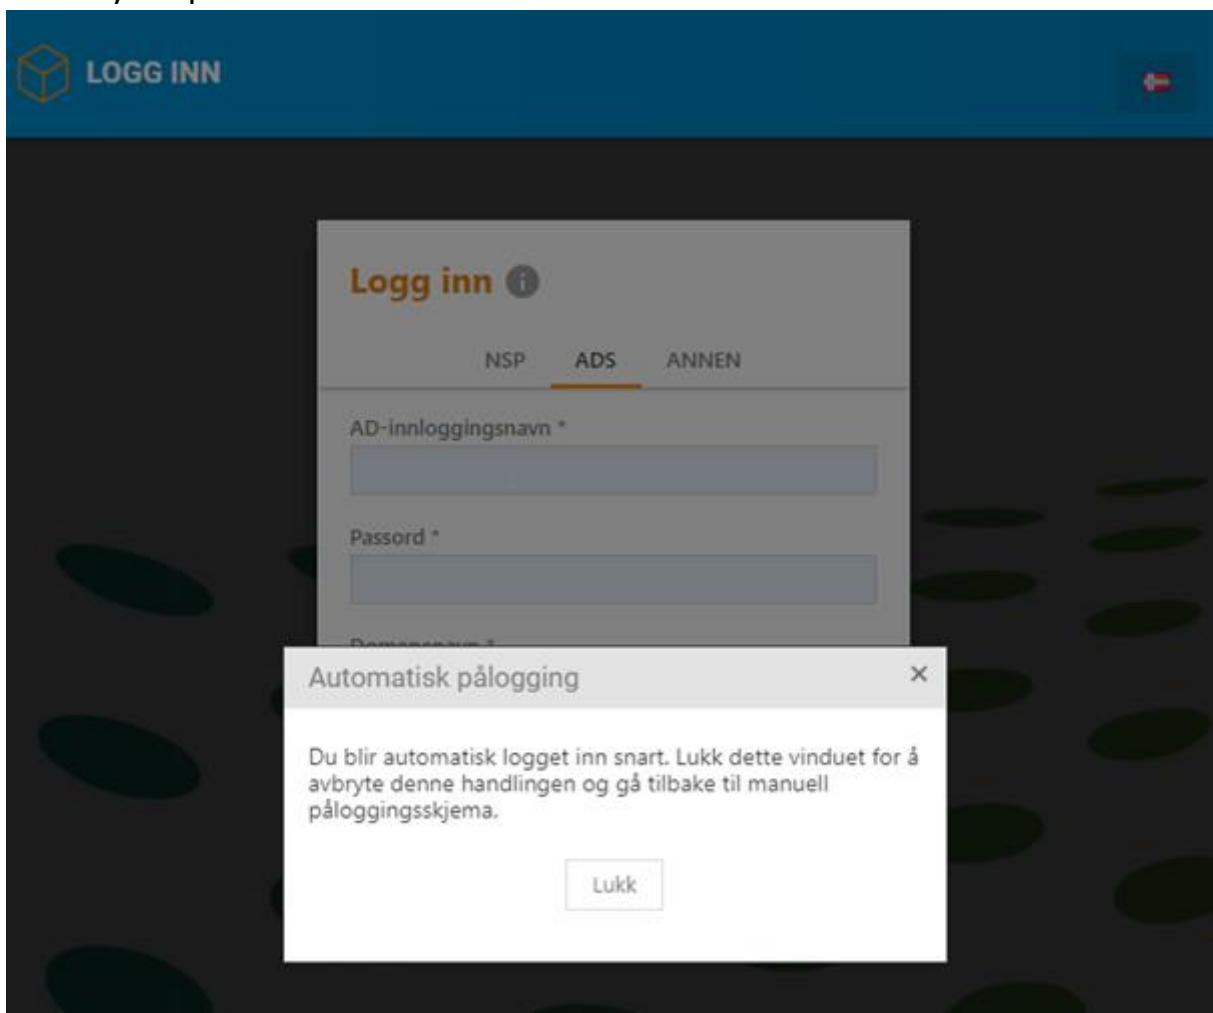 LOGG INN
Logg inn
NSP ADS ANNEN
AD-innloggingsnavn *
Passord *
Automatisk pålogging
Du blir automatisk logget inn snart. Lukk dette vinduet for å
avbryte denne handlingen og gå tilbake til manuell
påloggingsskjema.
Lukk